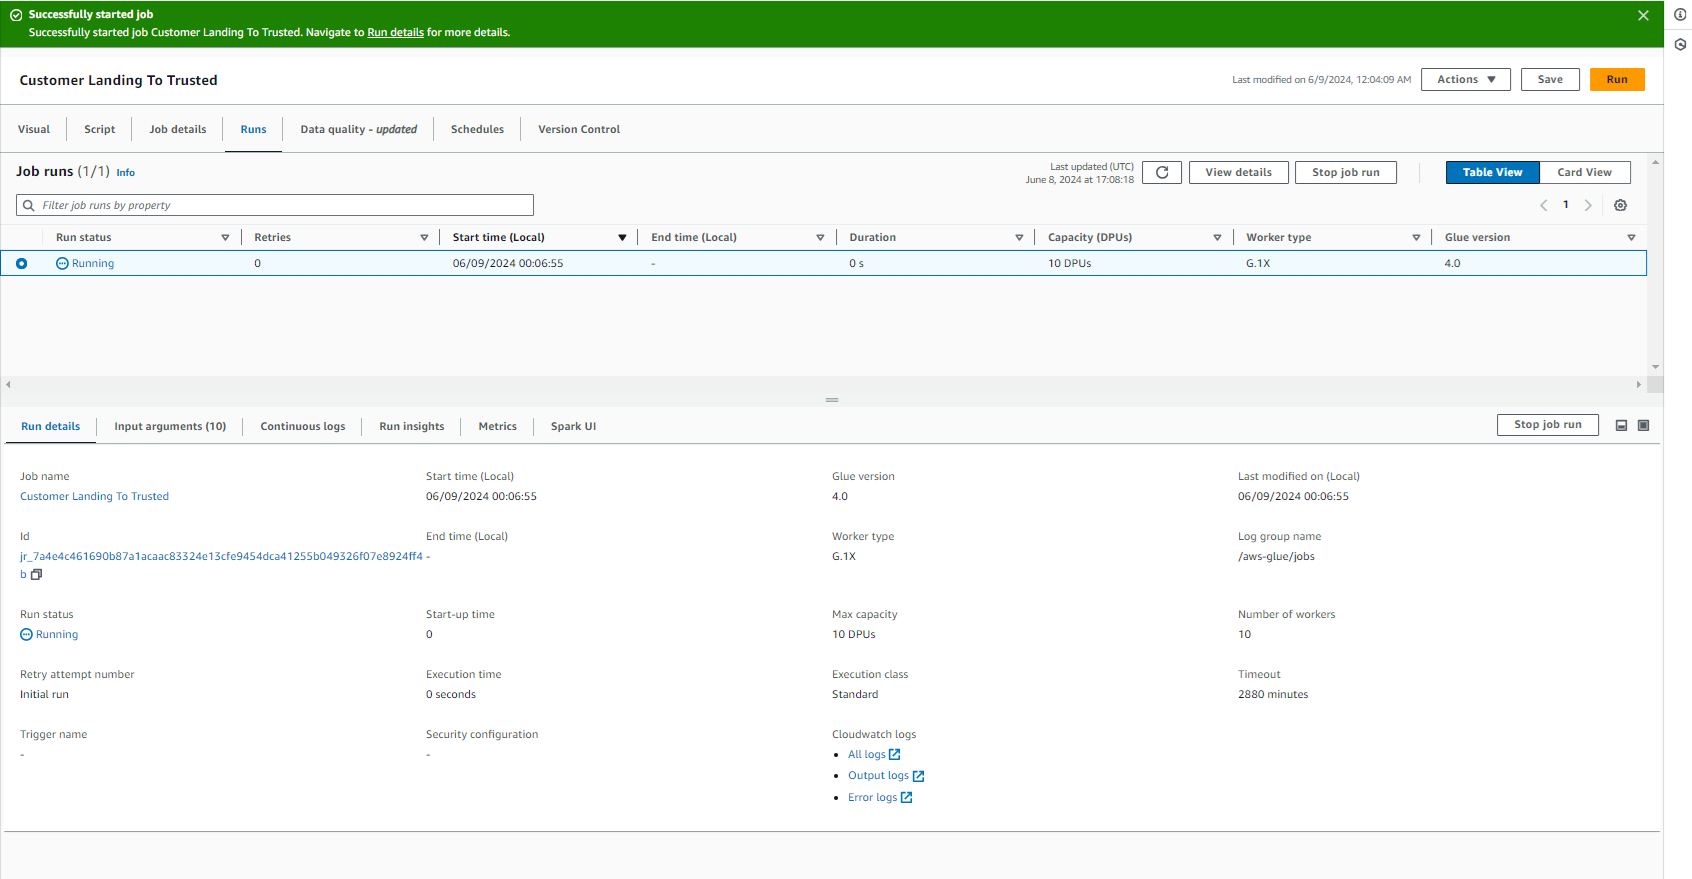 Successfully started job
Successfully started job Customer Landing To Trusted. Navigate to Run details for more details.
Customer Landing To Trusted
Last modified on 6/9/2024, 12:04:09 AM
Actions
Save
Run
Visual
Script
Job details
Runs
Data quality - updated
Schedules
Version Control
Job runs (1/1) Info
Last updated (UTC)
June 8, 2024 at 17:08:18
View details
Stop job run
Table View
Card View
Filter job runs by property
1
Run status
Retries
Start time (Local)
End time (Local)
Duration
Capacity (DPUs)
Worker type
Glue version
Running
0
06/09/2024 00:06:55
-
0 s
10 DPUs
G.1X
4.0
Run details
Input arguments (10)
Continuous logs
Run insights
Metrics
Spark UI
Stop job run
Job name
Customer Landing To Trusted
Start time (Local)
06/09/2024 00:06:55
Glue version
4.0
Last modified on (Local)
06/09/2024 00:06:55
Id
jr_7a4e4c461690b87a1acaac83324e13cfe9454dca41255b049326f07e8924ff4
b
End time (Local)
-
Worker type
G.1X
Log group name
/aws-glue/jobs
Run status
Running
Start-up time
0
Max capacity
10 DPUs
Number of workers
10
Retry attempt number
Initial run
Execution time
0 seconds
Execution class
Standard
Timeout
2880 minutes
Trigger name
-
Security configuration
-
Cloudwatch logs
All logs
Output logs
Error logs